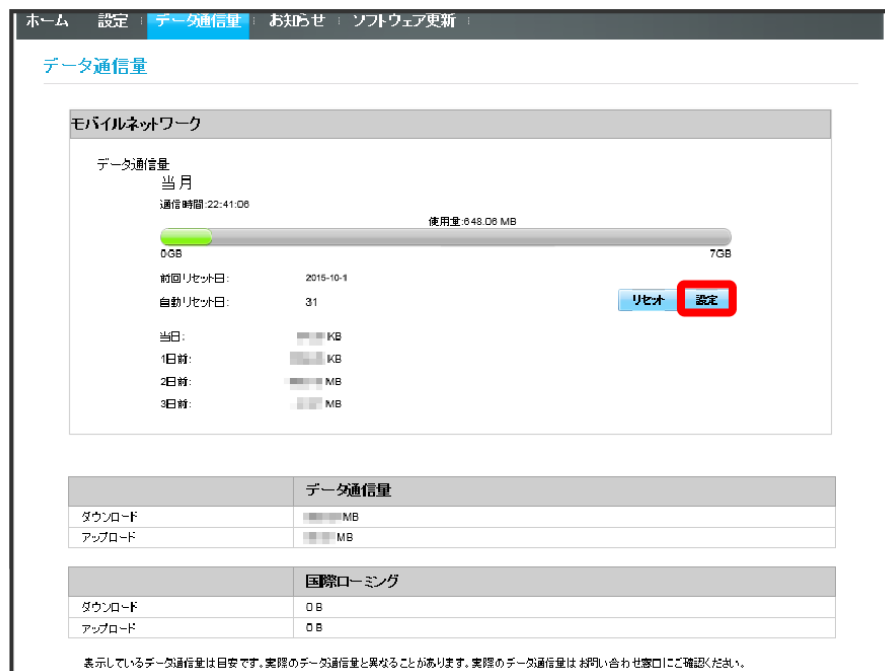 ホーム 設定 データ通信量 お知らせ ソフトウェア更新
データ通信量
モバイルネットワーク
データ通信量
当月
通信時間:22:41:06
使用量:648.06 MB
0GB 7GB
前回リセット日: 2015-10-1
自動リセット日: 31
リセット 設定
当日: KB
1日前: KB
2日前: MB
3日前: MB
データ通信量
ダウンロード MB
アップロード MB
国際ローミング
ダウンロード 0 B
アップロード 0 B
表示しているデータ通信量は目安です。実際のデータ通信量と異なることがあります。実際のデータ通信量はお問い合わせ窓口にご確認ください。